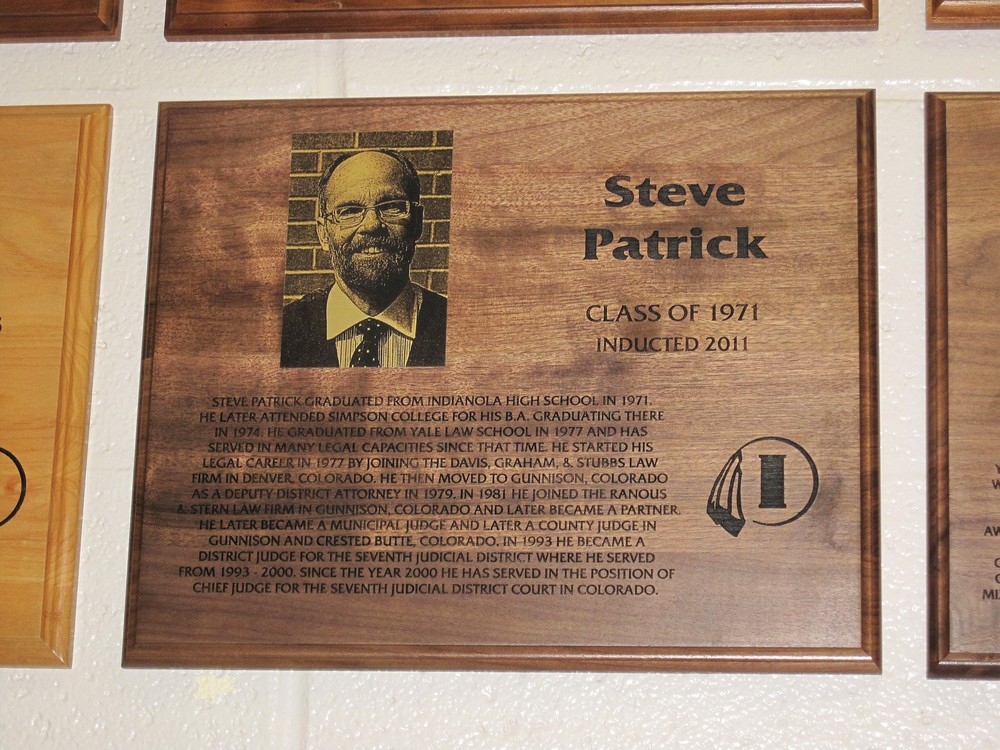 Steve
Patrick
CLASS OF 1971
INDUCTED 2011
STEVE PATRICK GRADUATED FROM INDIANOLA HIGH SCHOOL IN 1971.
HE LATER ATTENDED SIMPSON COLLEGE FOR HIS B.A. GRADUATING THERE
IN 1974. HE GRADUATED FROM YALE LAW SCHOOL IN 1977 AND HAS
SERVED IN MANY LEGAL CAPACITIES SINCE THAT TIME. HE STARTED HIS
LEGAL CAREER IN 1977 BY JOINING THE DAVIS, GRAHAM, & STUBBS LAW
FIRM IN DENVER, COLORADO. HE THEN MOVED TO GUNNISON, COLORADO
AS A DEPUTY DISTRICT ATTORNEY IN 1979. IN 1981 HE JOINED THE RANOUS
& STERN LAW FIRM IN GUNNISON, COLORADO AND LATER BECAME A PARTNER.
HE LATER BECAME A MUNICIPAL JUDGE AND LATER A COUNTY JUDGE IN
GUNNISON AND CRESTED BUTTE, COLORADO. IN 1993 HE BECAME A
DISTRICT JUDGE FOR THE SEVENTH JUDICIAL DISTRICT WHERE HE SERVED
FROM 1993 - 2000. SINCE THE YEAR 2000 HE HAS SERVED IN THE POSITION OF
CHIEF JUDGE FOR THE SEVENTH JUDICIAL DISTRICT COURT IN COLORADO.
I